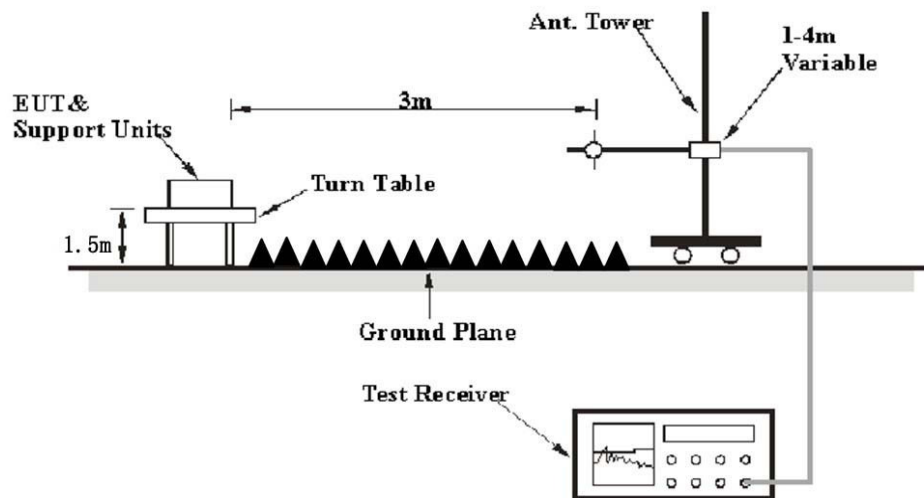 Ant. Tower
1-4m
Variable
EUT&
Support Units
3m
Turn Table
1.5m
Ground Plane
Test Receiver